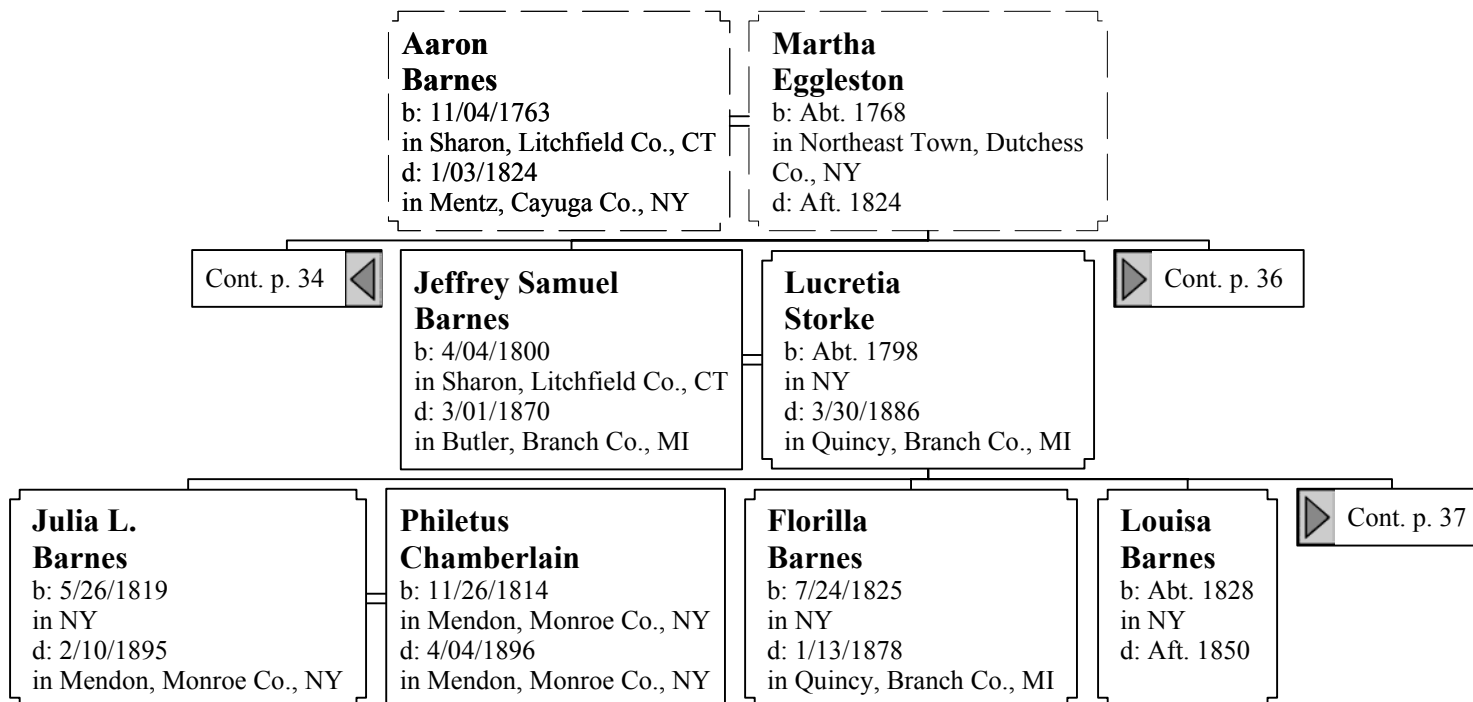 Aaron
Barnes
b: 11/04/1763
in Sharon, Litchfield Co., CT
d: 1/03/1824
in Mentz, Cayuga Co., NY
Martha
Eggleston
b: Abt. 1768
in Northeast Town, Dutchess
Co., NY
d: Aft. 1824
Cont. p. 34
Jeffrey Samuel
Barnes
b: 4/04/1800
in Sharon, Litchfield Co., CT
d: 3/01/1870
in Butler, Branch Co., MI
Lucretia
Storke
b: Abt. 1798
in NY
d: 3/30/1886
in Quincy, Branch Co., MI
Cont. p. 36
Julia L.
Barnes
b: 5/26/1819
in NY
d: 2/10/1895
in Mendon, Monroe Co., NY
Philetus
Chamberlain
b: 11/26/1814
in Mendon, Monroe Co., NY
d: 4/04/1896
in Mendon, Monroe Co., NY
Florilla
Barnes
b: 7/24/1825
in NY
d: 1/13/1878
in Quincy, Branch Co., MI
Louisa
Barnes
b: Abt. 1828
in NY
d: Aft. 1850
Cont. p. 37